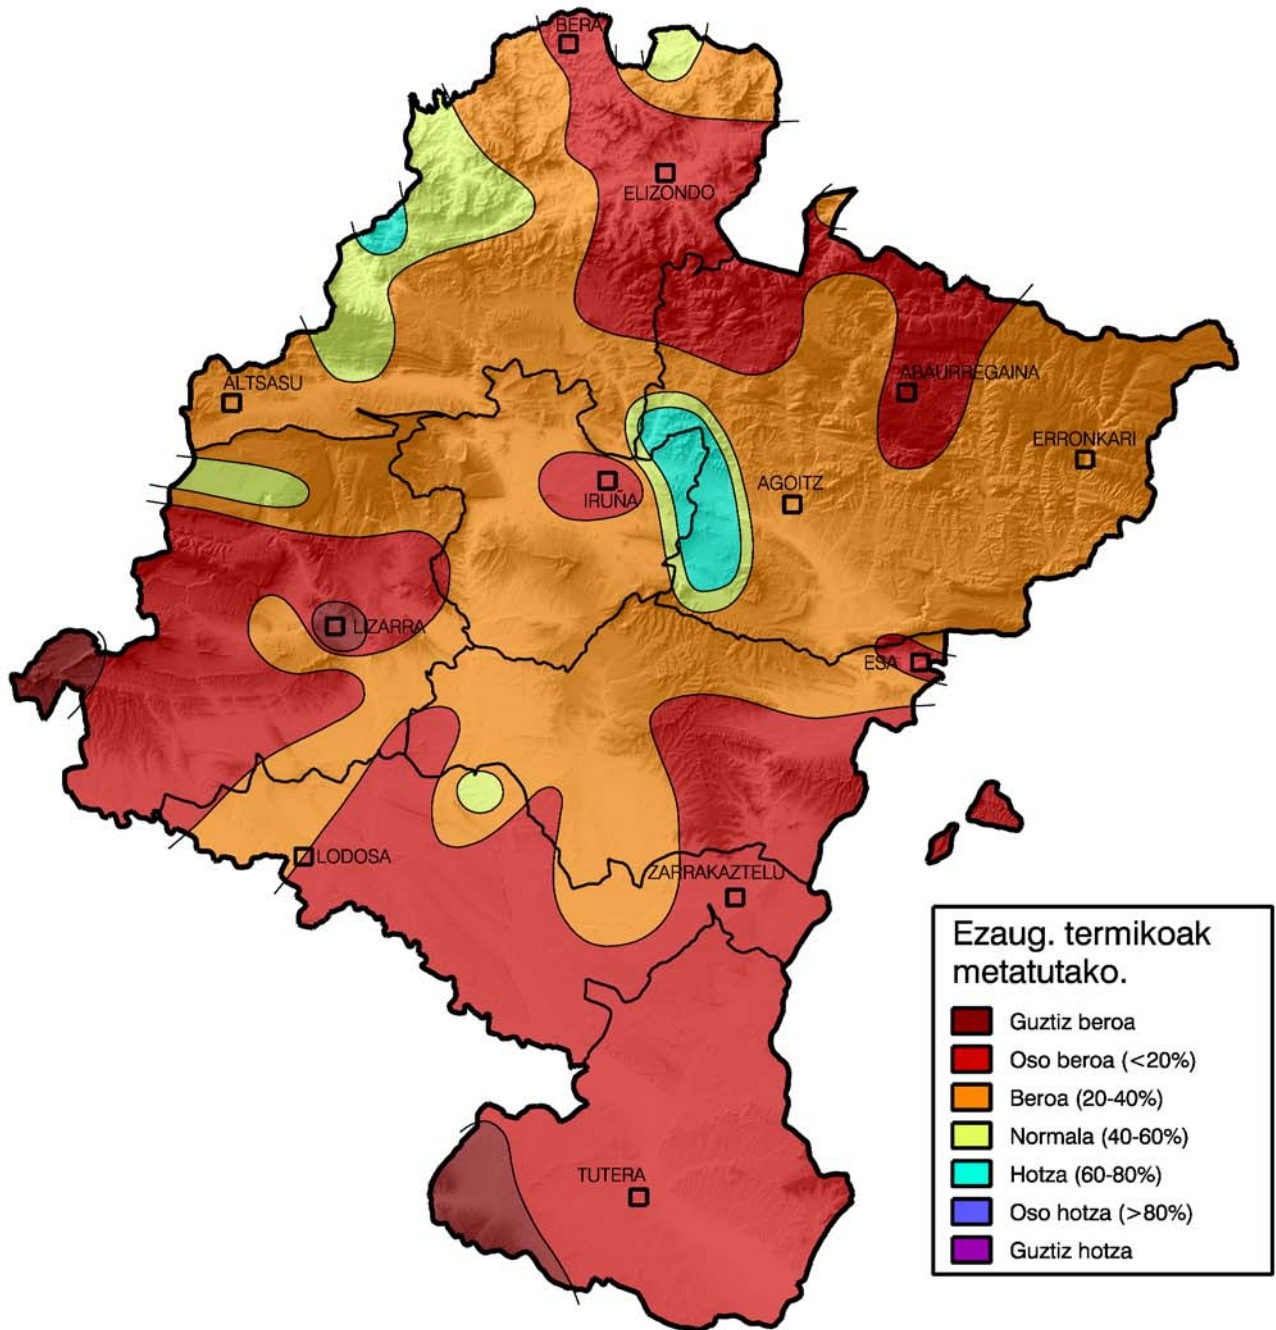 BERA
ELIZONDO
ALTSASU
ABAURREGAINA
ERRONKARI
IRUÑA
AGOITZ
LIZARRA
ESA
LODOSA
ZARRAKAZTELU
TUTERA
Ezaug. termikoak
metatutako.
Guztiz beroa
Oso beroa (<20%)
Beroa (20-40%)
Normala (40-60%)
Hotza (60-80%)
Oso hotza (>80%)
Guztiz hotza